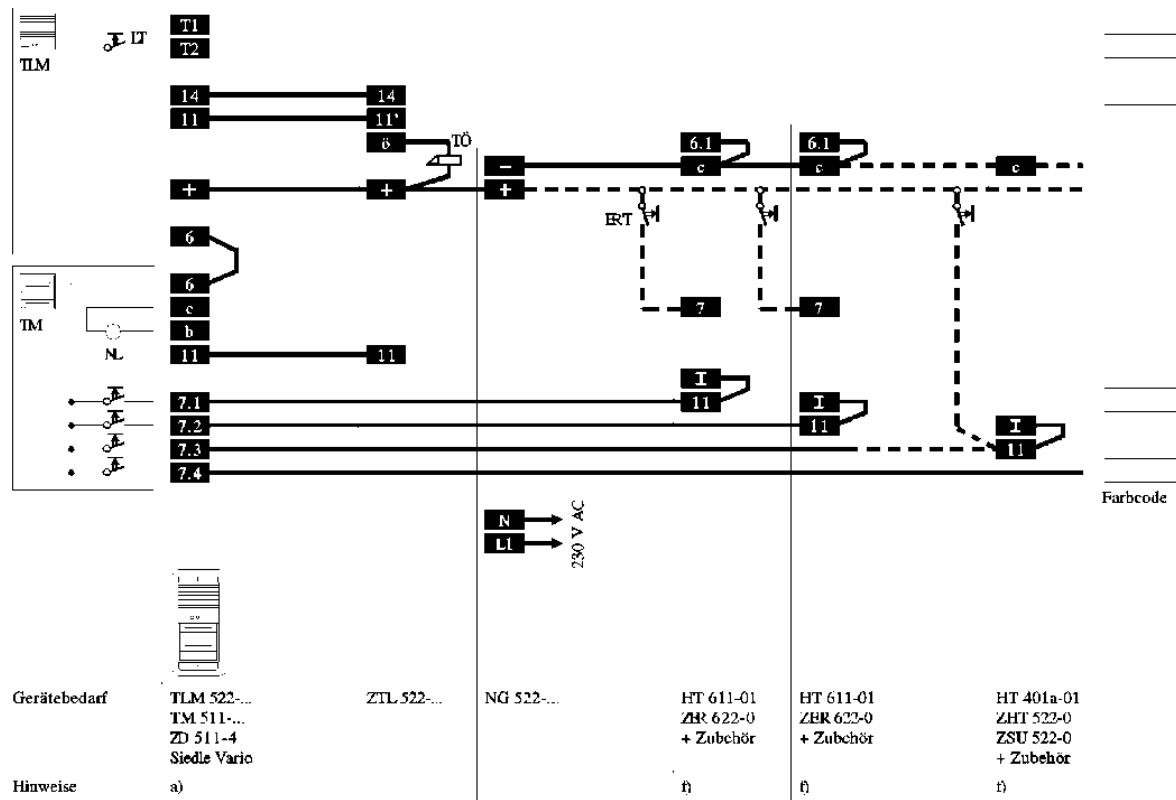 T1
LT
T2
TLM
14 14
11 11'
ö TÖ
6.1 6.1
– c c c
+ + +
ERT
6
6
7 7
c
TM
b
NL
11 11
I
7.1 11 I
7.2 11 I
7.3 11
7.4
Farbcode
N
L1
230 V AC
Gerätebedarf TLM 522-... ZTL 522-... NG 522-... HT 611-01 HT 611-01 HT 401a-01
TM 511-... ZER 622-0 ZER 622-0 ZHT 522-0
ZD 511-4 + Zubehör + Zubehör ZSU 522-0
Siedle Vario + Zubehör
Hinweise a) f) f) f)